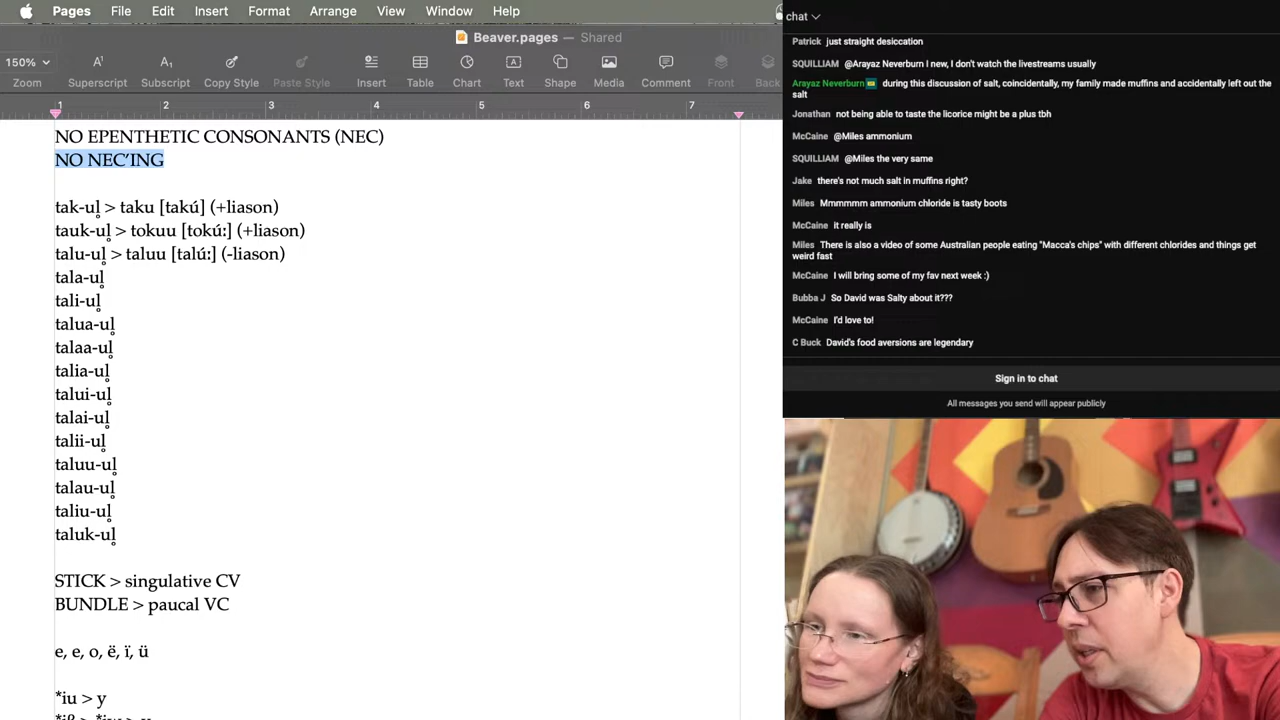 Pages File Edit Insert Format Arrange View Window Help
Beaver.pages — Shared
150%
Zoom Superscript Subscript Copy Style Paste Style Insert Table Chart Text Shape Media Comment Front Back
1 2 3 4 5 6 7
NO EPENTHETIC CONSONANTS (NEC)
NO NEC'ING
tak-ul̥ > taku [takú] (+liason)
tauk-ul̥ > tokuu [tokú:] (+liason)
talu-ul̥ > taluu [talú:] (-liason)
tala-ul̥
tali-ul̥
talua-ul̥
talaa-ul̥
talia-ul̥
talui-ul̥
talai-ul̥
talii-ul̥
taluu-ul̥
talau-ul̥
taliu-ul̥
taluk-ul̥
STICK > singulative CV
BUNDLE > paucal VC
e, e, o, ë, ï, ü
*iu > y
chat
Patrick just straight desiccation
SQUILLIAM @Arayaz Neverburn I new, I don't watch the livestreams usually
Arayaz Neverburn during this discussion of salt, coincidentally, my family made muffins and accidentally left out the
salt
Jonathan not being able to taste the licorice might be a plus tbh
McCaine @Miles ammonium
SQUILLIAM @Miles the very same
Jake there's not much salt in muffins right?
Miles Mmmmmm ammonium chloride is tasty boots
McCaine it really is
Miles There is also a video of some Australian people eating "Macca's chips" with different chlorides and things get
weird fast
McCaine I will bring some of my fav next week :)
Bubba J So David was Salty about it???
McCaine I'd love to!
C Buck David's food aversions are legendary
Sign in to chat
All messages you send will appear publicly